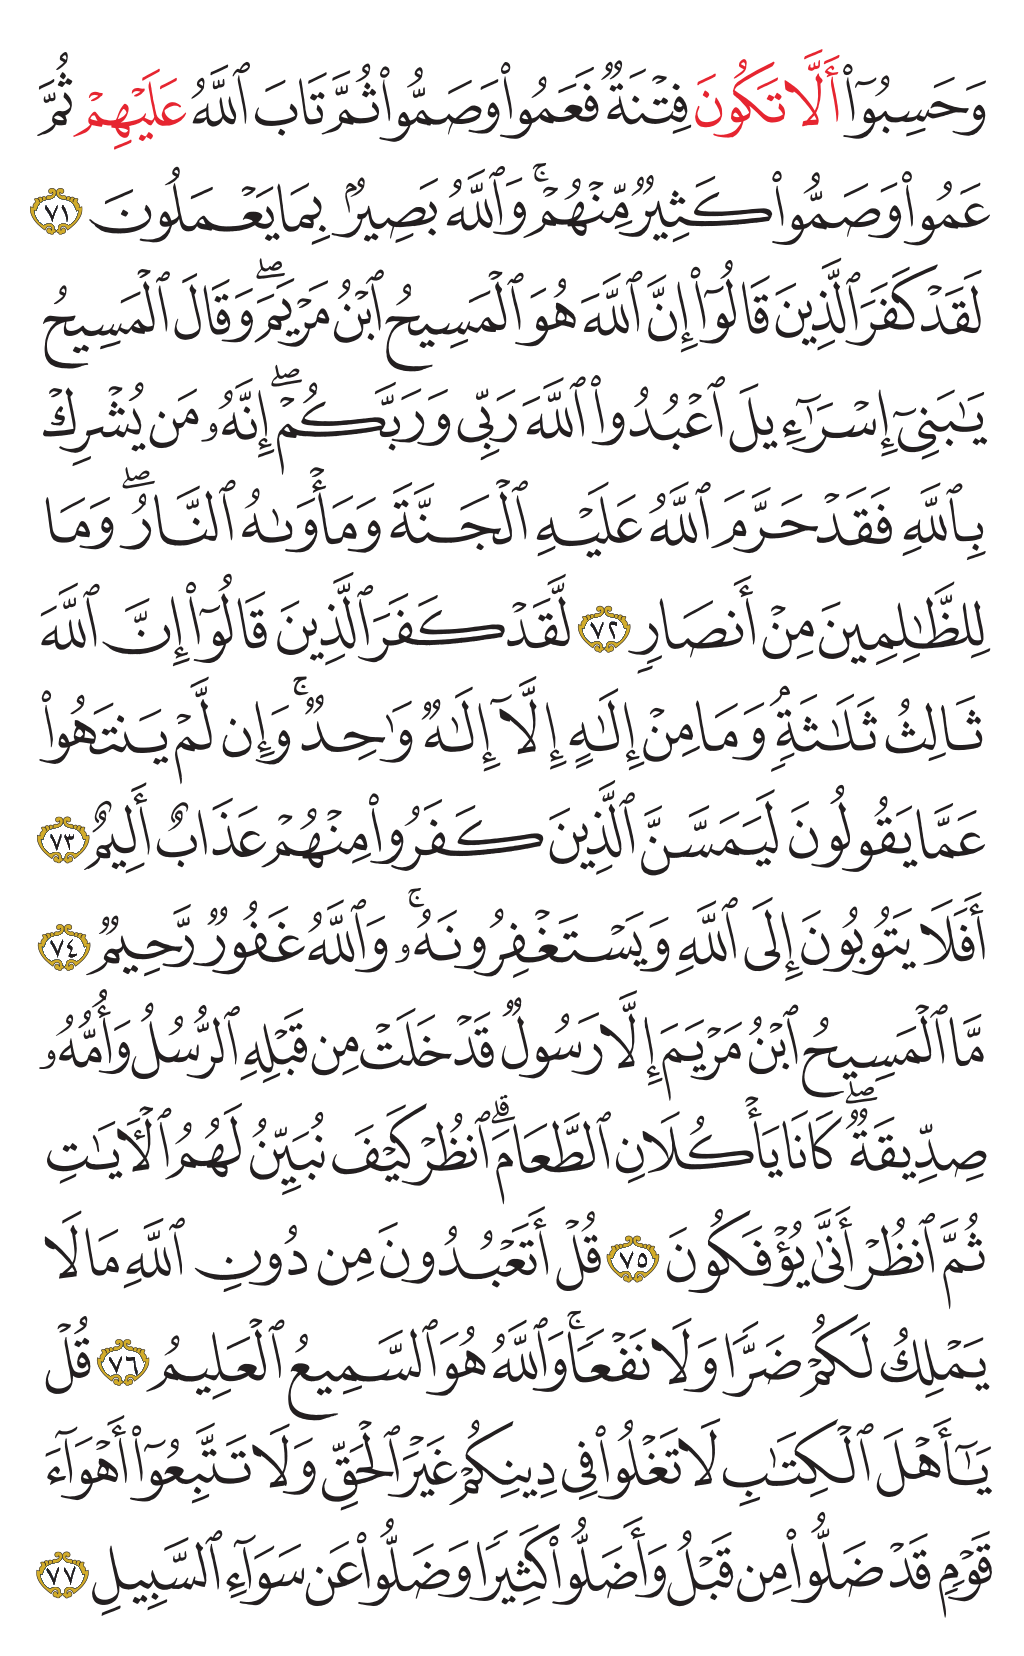 وَحَسِبُوٓا۟ أَلَّا تَكُونَ فِتْنَةٌ فَعَمُوا۟ وَصَمُّوا۟ ثُمَّ تَابَ ٱللَّهُ عَلَيْهِمْ ثُمَّ
عَمُوا۟ وَصَمُّوا۟ كَثِيرٌ مِّنْهُمْ ۚ وَٱللَّهُ بَصِيرٌۢ بِمَا يَعْمَلُونَ ٧١
لَقَدْ كَفَرَ ٱلَّذِينَ قَالُوٓا۟ إِنَّ ٱللَّهَ هُوَ ٱلْمَسِيحُ ٱبْنُ مَرْيَمَ ۖ وَقَالَ ٱلْمَسِيحُ
يَـٰبَنِىٓ إِسْرَٰٓءِيلَ ٱعْبُدُوا۟ ٱللَّهَ رَبِّى وَرَبَّكُمْ ۖ إِنَّهُۥ مَن يُشْرِكْ
بِٱللَّهِ فَقَدْ حَرَّمَ ٱللَّهُ عَلَيْهِ ٱلْجَنَّةَ وَمَأْوَىٰهُ ٱلنَّارُ ۖ وَمَا
لِلظَّـٰلِمِينَ مِنْ أَنصَارٍ ٧٢ لَّقَدْ كَفَرَ ٱلَّذِينَ قَالُوٓا۟ إِنَّ ٱللَّهَ
ثَالِثُ ثَلَـٰثَةٍۢ وَمَا مِنْ إِلَـٰهٍ إِلَّآ إِلَـٰهٌ وَٰحِدٌ ۚ وَإِن لَّمْ يَنتَهُوا۟
عَمَّا يَقُولُونَ لَيَمَسَّنَّ ٱلَّذِينَ كَفَرُوا۟ مِنْهُمْ عَذَابٌ أَلِيمٌ ٧٣
أَفَلَا يَتُوبُونَ إِلَى ٱللَّهِ وَيَسْتَغْفِرُونَهُۥ ۚ وَٱللَّهُ غَفُورٌ رَّحِيمٌ ٧٤
مَّا ٱلْمَسِيحُ ٱبْنُ مَرْيَمَ إِلَّا رَسُولٌ قَدْ خَلَتْ مِن قَبْلِهِ ٱلرُّسُلُ وَأُمُّهُۥ
صِدِّيقَةٌ ۖ كَانَا يَأْكُلَانِ ٱلطَّعَامَ ۗ ٱنظُرْ كَيْفَ نُبَيِّنُ لَهُمُ ٱلْـَٔايَـٰتِ
ثُمَّ ٱنظُرْ أَنَّىٰ يُؤْفَكُونَ ٧٥ قُلْ أَتَعْبُدُونَ مِن دُونِ ٱللَّهِ مَا لَا
يَمْلِكُ لَكُمْ ضَرًّا وَلَا نَفْعًا ۚ وَٱللَّهُ هُوَ ٱلسَّمِيعُ ٱلْعَلِيمُ ٧٦ قُلْ
يَـٰٓأَهْلَ ٱلْكِتَـٰبِ لَا تَغْلُوا۟ فِى دِينِكُمْ غَيْرَ ٱلْحَقِّ وَلَا تَتَّبِعُوٓا۟ أَهْوَآءَ
قَوْمٍ قَدْ ضَلُّوا۟ مِن قَبْلُ وَأَضَلُّوا۟ كَثِيرًا وَضَلُّوا۟ عَن سَوَآءِ ٱلسَّبِيلِ ٧٧